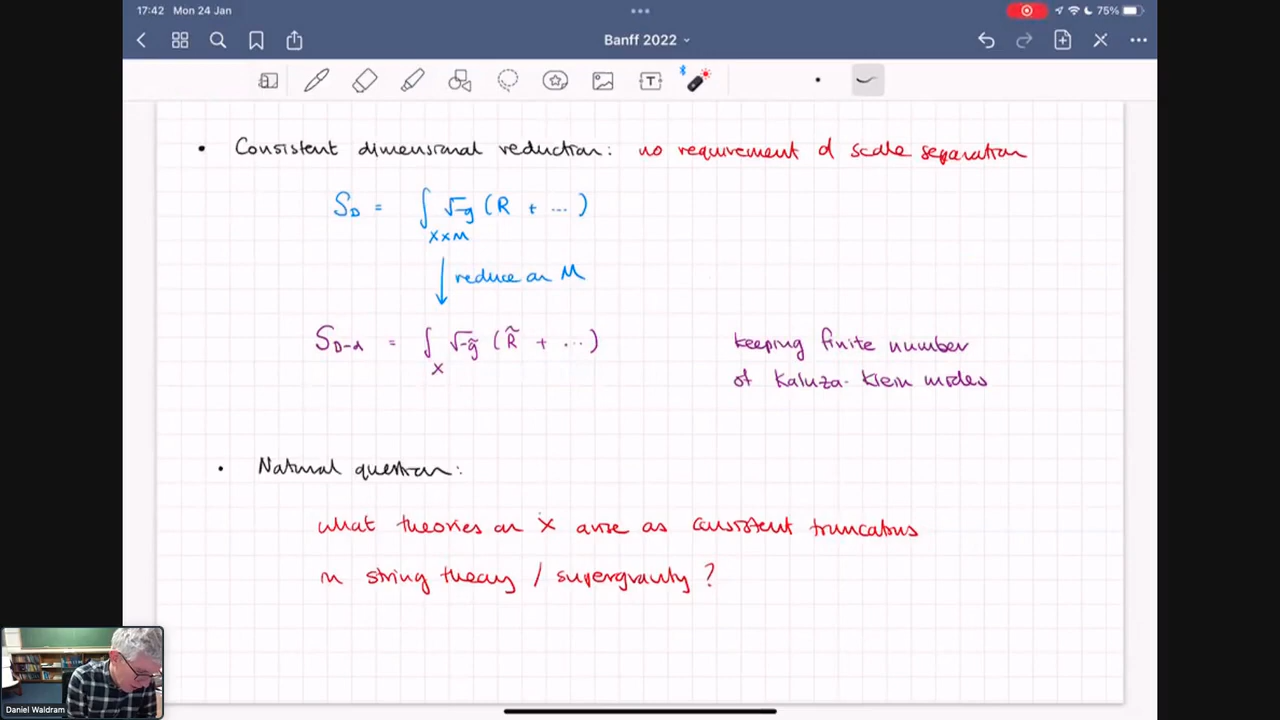 17:42 Mon 24 Jan
75%
Banff 2022
• Consistent dimensional reduction: no requirement of scale separation
S_D = ∫_{X×M} √-g (R + ...)
↓ reduce on M
S_{D-d} = ∫_X √-g̃ (R̃ + ...)
keeping finite number
of Kaluza-Klein modes
• Natural question:
what theories on X arise as consistent truncations
in string theory / supergravity ?
Daniel Waldram